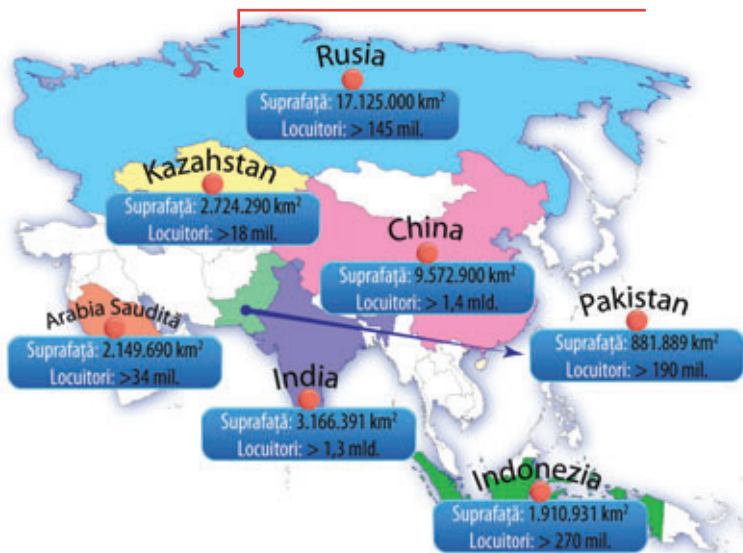 Rusia
Suprafață: 17.125.000 km²
Locuitori: > 145 mil.
Kazahstan
Suprafață: 2.724.290 km²
Locuitori: >18 mil.
China
Suprafață: 9.572.900 km²
Locuitori: > 1,4 mld.
Arabia Saudită
Suprafață: 2.149.690 km²
Locuitori: >34 mil.
Pakistan
Suprafață: 881.889 km²
Locuitori: > 190 mil.
India
Suprafață: 3.166.391 km²
Locuitori: > 1,3 mld.
Indonezia
Suprafață: 1.910.931 km²
Locuitori: > 270 mil.